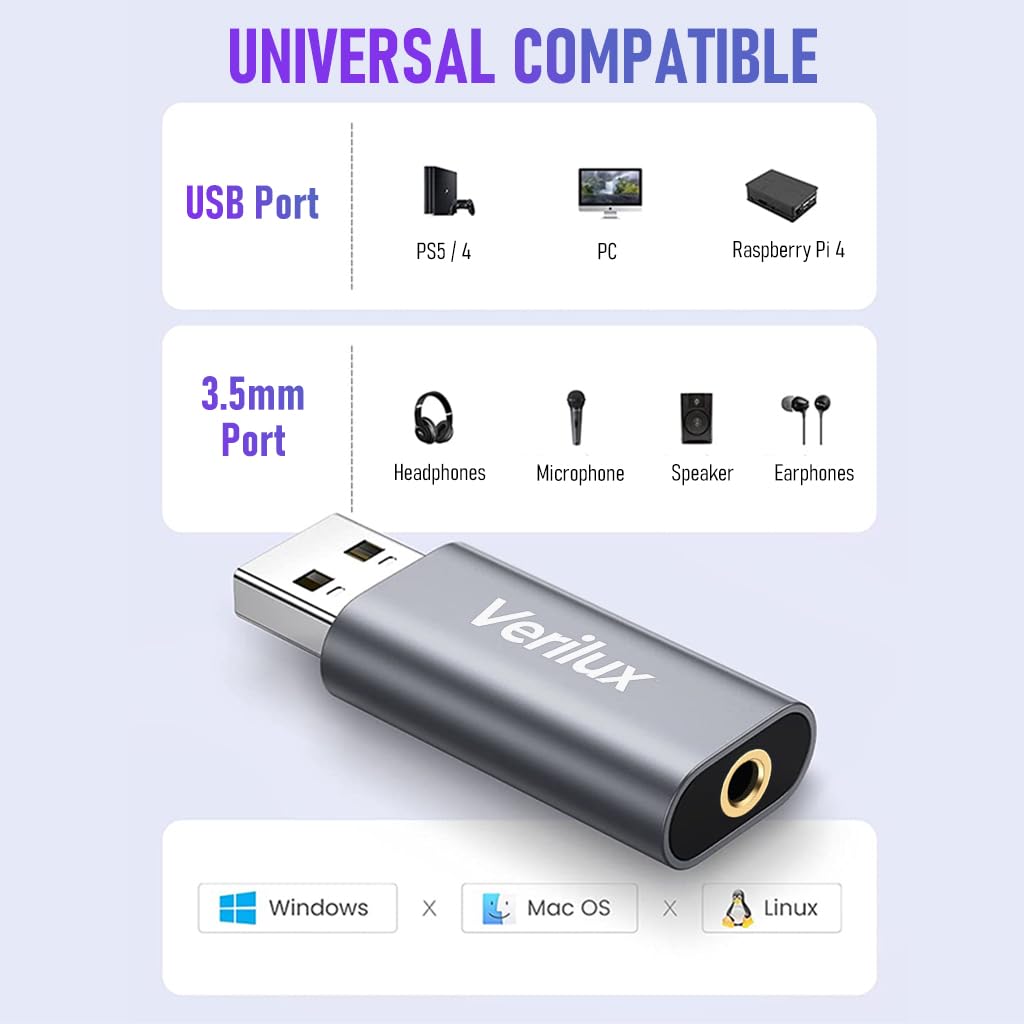 UNIVERSAL COMPATIBLE
USB Port
PS5 / 4
PC
Raspberry Pi 4
3.5mm
Port
Headphones
Microphone
Speaker
Earphones
Verilux
Windows X Mac OS X Linux